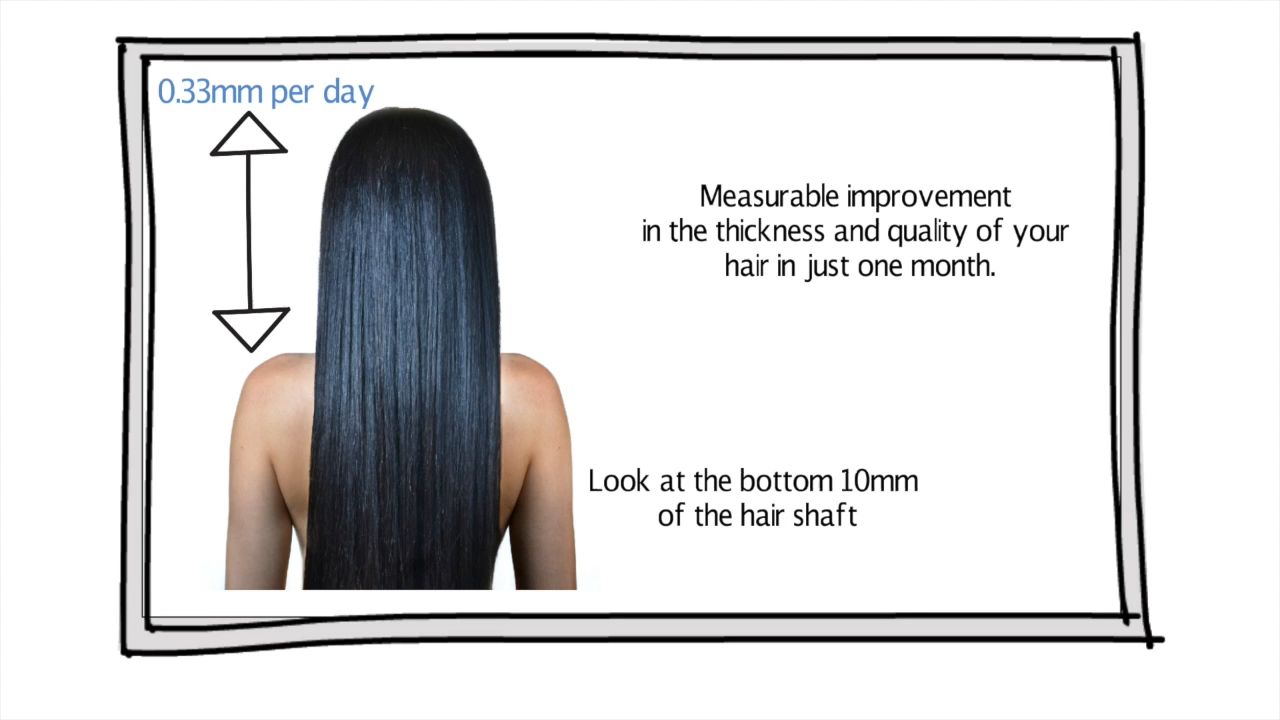 0.33mm per day
Measurable improvement
in the thickness and quality of your
hair in just one month.
Look at the bottom 10mm
of the hair shaft